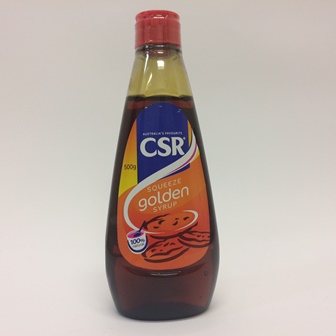 AUSTRALIA'S FAVOURITE
CSR
500g
SQUEEZE
golden
SYRUP
100%